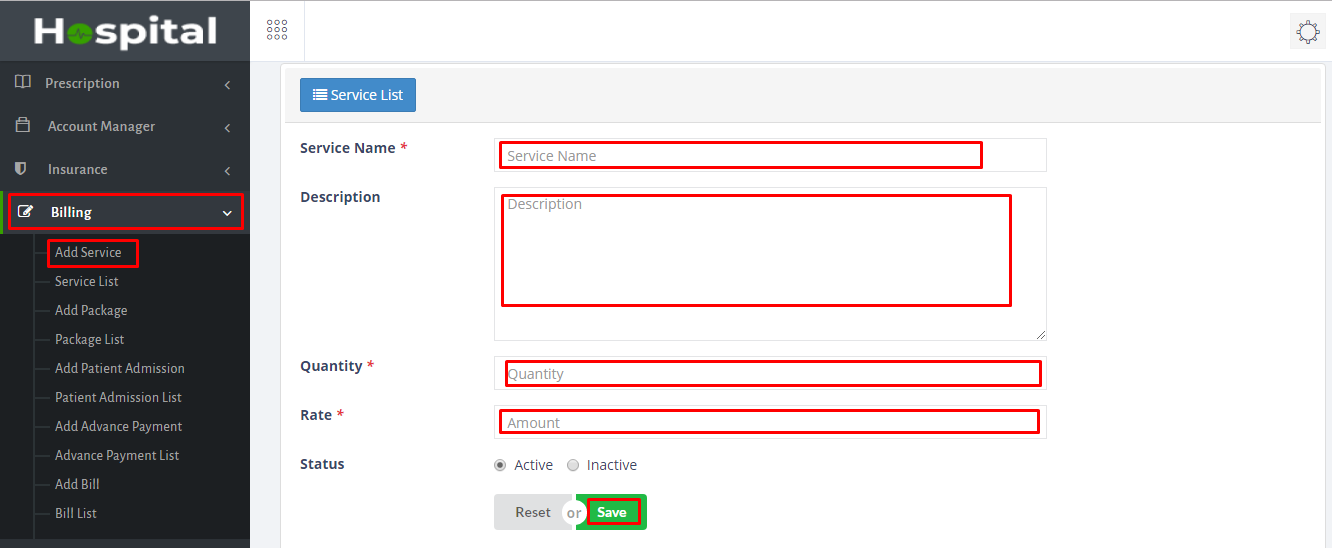 Hospital
Prescription
Account Manager
Insurance
Billing
Add Service
Service List
Add Package
Package List
Add Patient Admission
Patient Admission List
Add Advance Payment
Advance Payment List
Add Bill
Bill List
Service List
Service Name *
Service Name
Description
Description
Quantity *
Quantity
Rate *
Amount
Status
Active Inactive
Reset or Save